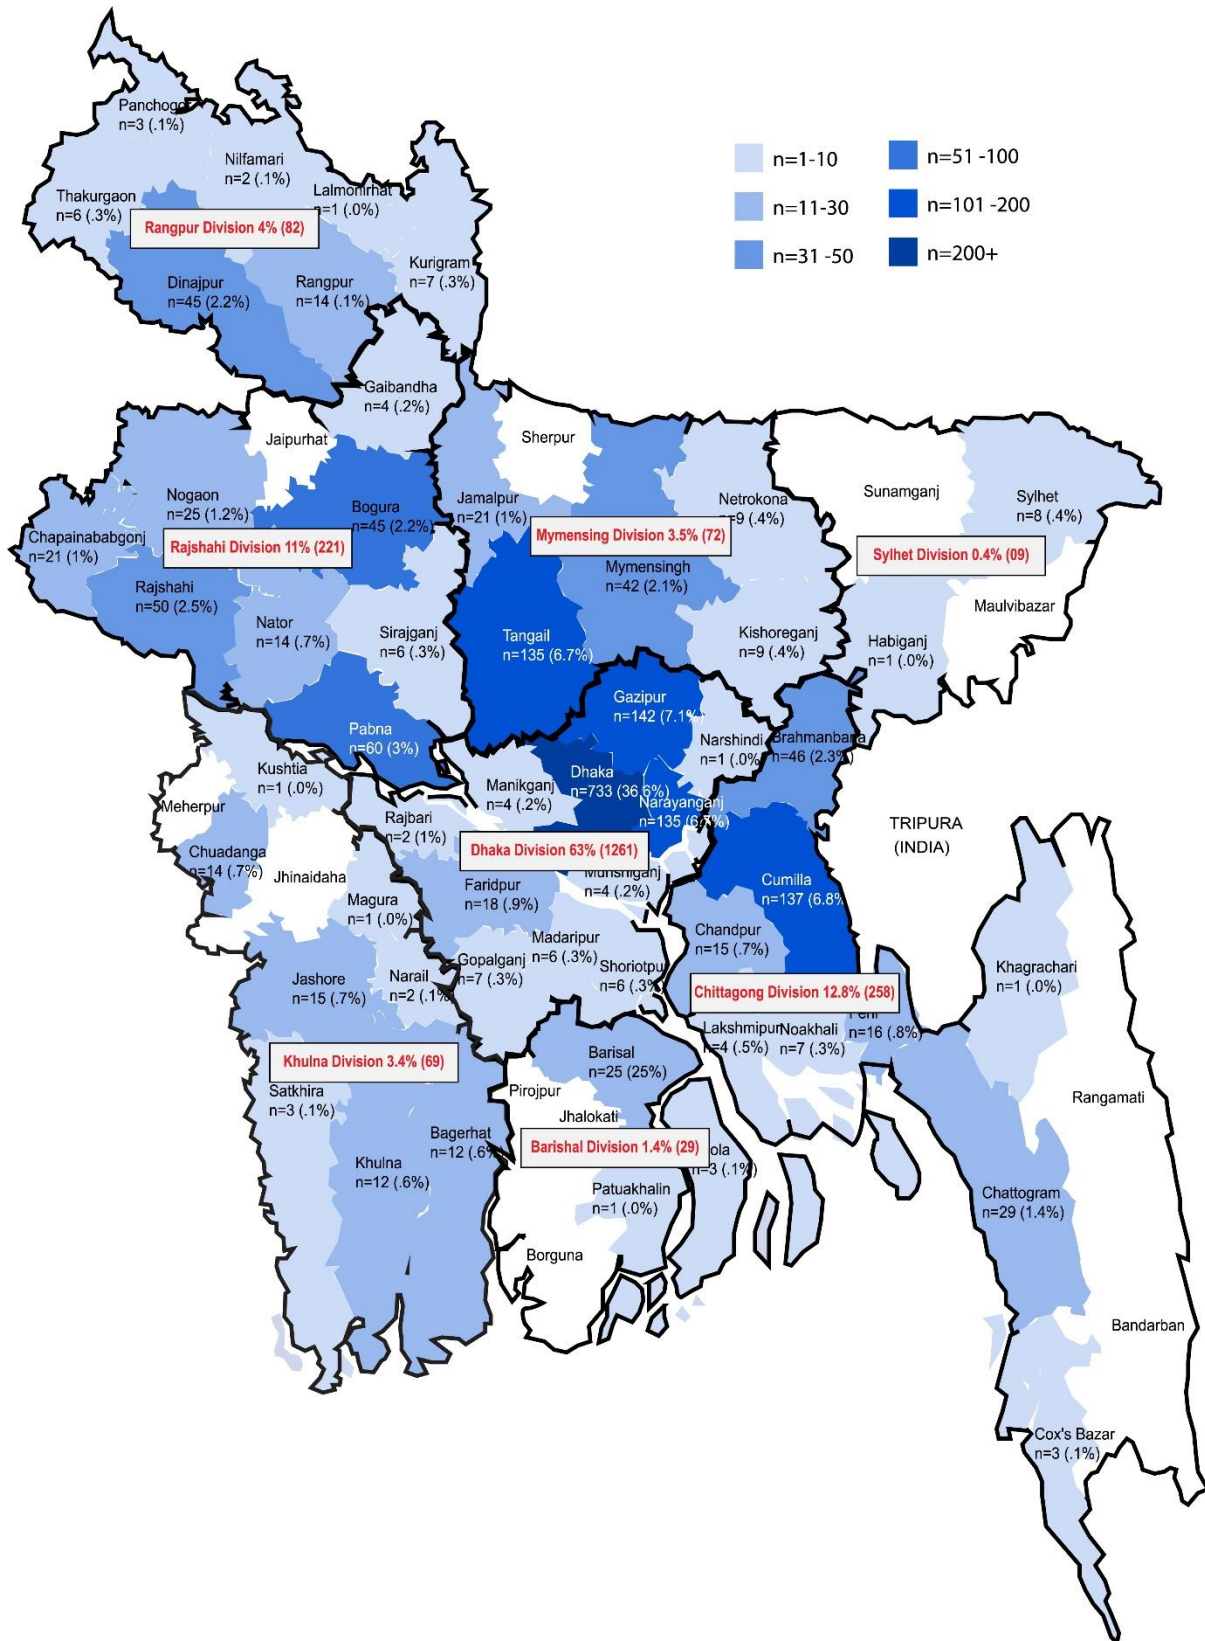 Panchogo
n=3 (.1%)
Nilfamari
n=2 (.1%)
Lalmonirhat
n=1 (.0%)
Thakurgaon
n=6 (.3%)
Rangpur Division 4% (82)
Kurigram
n=7 (.3%)
Dinajpur
n=45 (2.2%)
Rangpur
n=14 (.1%)
n=1-10
n=51 -100
n=11-30
n=101 -200
n=31 -50
n=200+
Gaibandha
n=4 (.2%)
Jaipurhat
Sherpur
Nogaon
n=25 (1.2%)
Bogura
n=45 (2.2%)
Jamalpur
n=21 (1%)
Netrokona
n=9 (.4%)
Sunamganj
Sylhet
n=8 (.4%)
Chapainababgonj
n=21 (1%)
Rajshahi Division 11% (221)
Mymensing Division 3.5% (72)
Sylhet Division 0.4% (09)
Mymensingh
n=42 (2.1%)
Rajshahi
n=50 (2.5%)
Maulvibazar
Nator
n=14 (.7%)
Sirajganj
n=6 (.3%)
Tangail
n=135 (6.7%)
Kishoreganj
n=9 (.4%)
Habiganj
n=1 (.0%)
Gazipur
n=142 (7.1%)
Pabna
n=60 (3%)
Narshindi
n=1 (.0%)
Brahmanbaria
n=46 (2.3%)
Kushtia
n=1 (.0%)
Manikganj
n=4 (.2%)
Dhaka
n=733 (36.6%)
Meherpur
Narayanganj
n=135 (6.7%)
Rajbari
n=2 (1%)
TRIPURA
(INDIA)
Chuadanga
n=14 (.7%)
Jhinaidaha
Dhaka Division 63% (1261)
Munshiganj
n=4 (.2%)
Magura
n=1 (.0%)
Faridpur
n=18 (.9%)
Cumilla
n=137 (6.8%
Chandpur
n=15 (.7%)
Madaripur
n=6 (.3%)
Gopalganj
n=7 (.3%)
Shoriotpu
n=6 (.3%
Jashore
n=15 (.7%)
Narail
n=2 (.1%)
Khagrachari
n=1 (.0%)
Chittagong Division 12.8% (258)
Feni
n=16 (.8%)
Lakshmipur
n=4 (.5%)
Noakhali
n=7 (.3%)
Barisal
n=25 (25%)
Khulna Division 3.4% (69)
Satkhira
n=3 (.1%)
Pirojpur
Jhalokati
Rangamati
Bagerhat
n=12 (.6%)
Barishal Division 1.4% (29)
ola
n=3 (.1%)
Khulna
n=12 (.6%)
Patuakhalin
n=1 (.0%)
Chattogram
n=29 (1.4%)
Borguna
Bandarban
Cox's Bazar
n=3 (.1%)